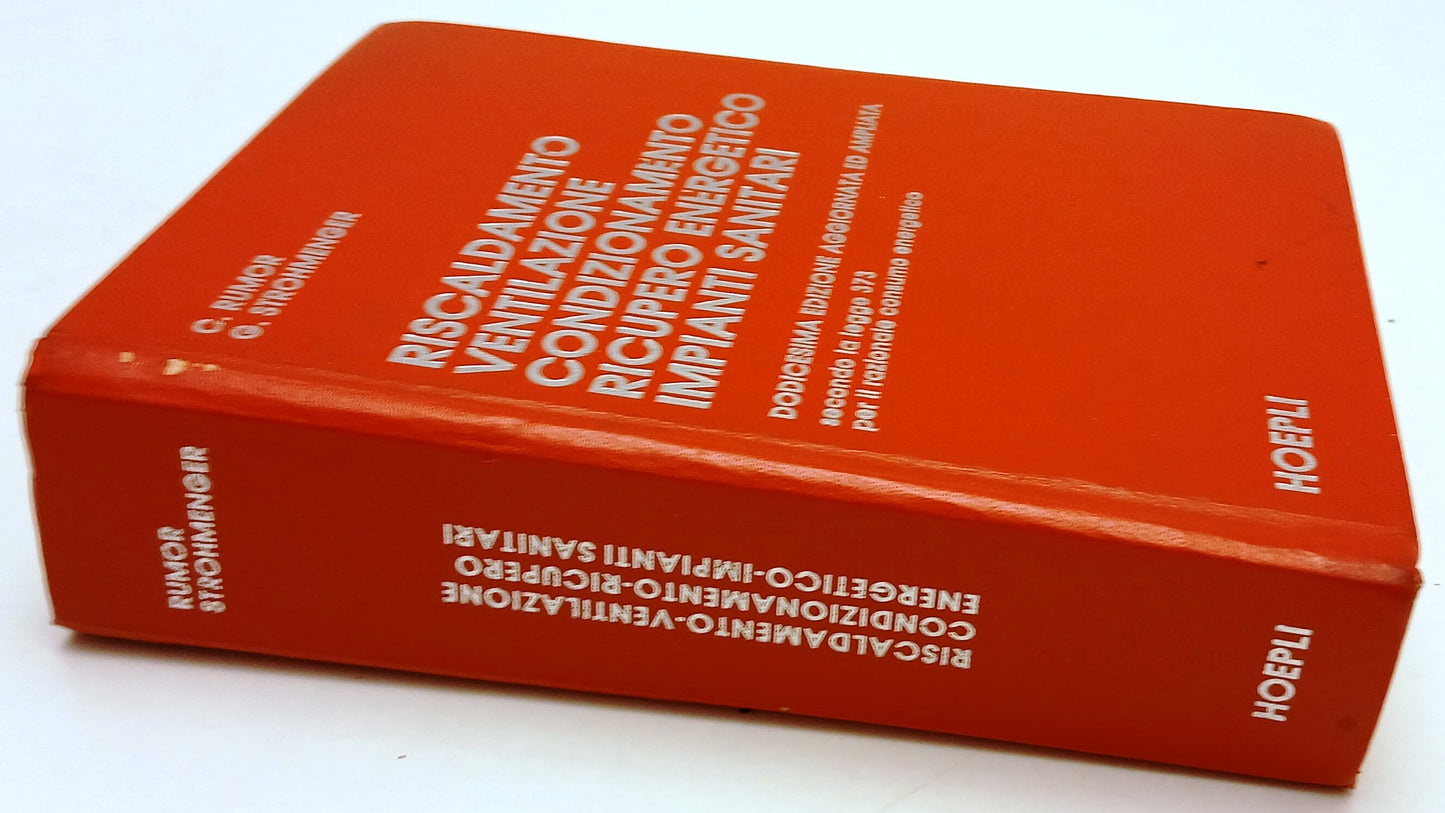 C. RUMOR
G. STROHMENGER
RISCALDAMENTO
VENTILAZIONE
CONDIZIONAMENTO
RICUPERO ENERGETICO
IMPIANTI SANITARI
DODICESIMA EDIZIONE AGGIORNATA ED AMPLIATA
secondo la legge 373
per il razionale consumo energetico
HOEPLI
RUMOR
STROHMENGER
RISCALDAMENTO-VENTILAZIONE
CONDIZIONAMENTO-RICUPERO
ENERGETICO-IMPIANTI SANITARI
HOEPLI